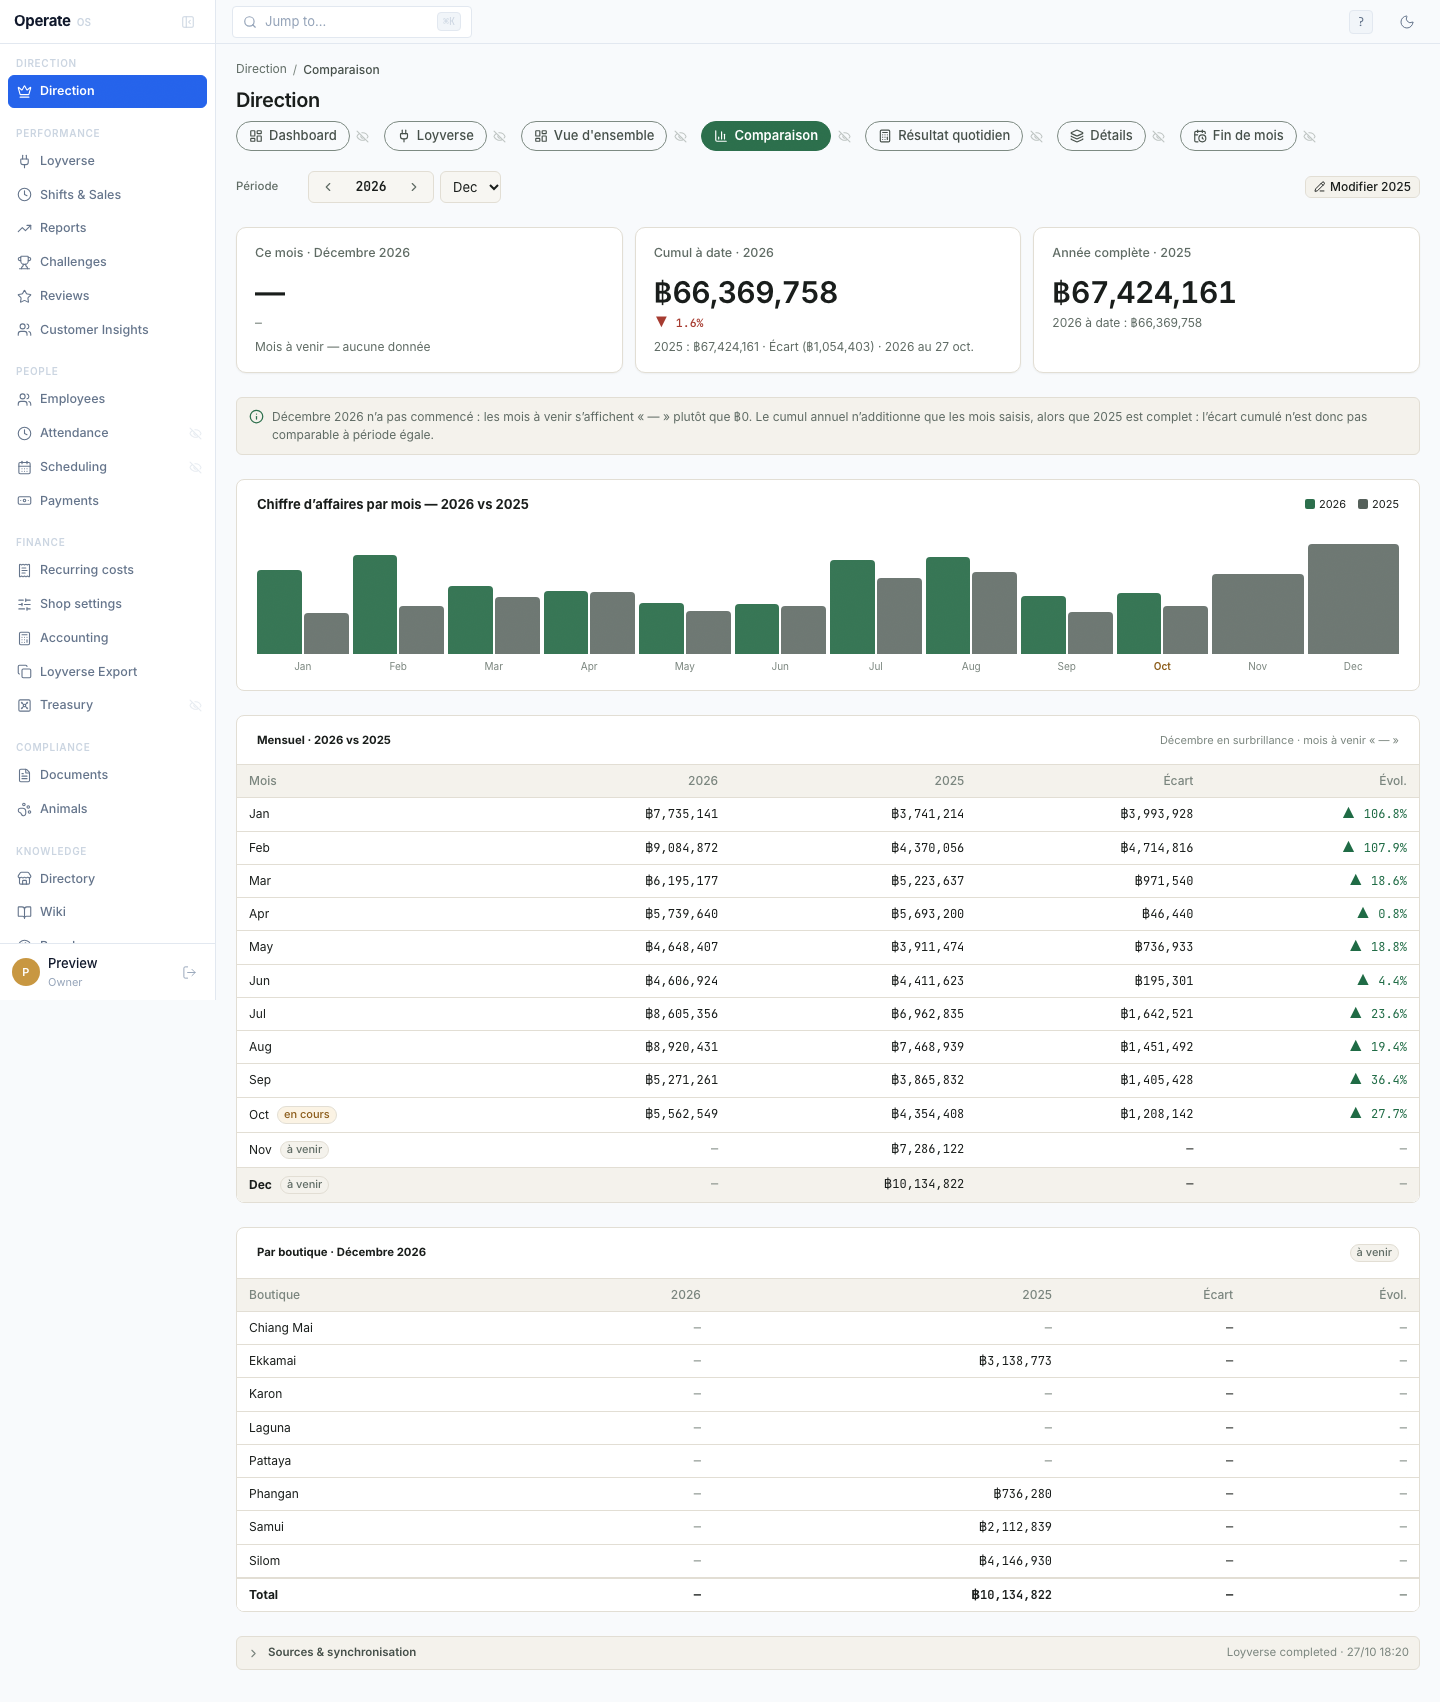 Operate OS
Jump to...
⌘K
?
DIRECTION
Direction
PERFORMANCE
Loyverse
Shifts & Sales
Reports
Challenges
Reviews
Customer Insights
PEOPLE
Employees
Attendance
Scheduling
Payments
FINANCE
Recurring costs
Shop settings
Accounting
Loyverse Export
Treasury
COMPLIANCE
Documents
Animals
KNOWLEDGE
Directory
Wiki
P
Preview
Owner
Direction / Comparaison
Direction
Dashboard Loyverse Vue d'ensemble Comparaison Résultat quotidien Détails Fin de mois
Période 2026 Dec Modifier 2025
Ce mois · Décembre 2026
—
–
Mois à venir — aucune donnée
Cumul à date · 2026
฿66,369,758
▼ 1.6%
2025 : ฿67,424,161 · Écart (฿1,054,403) · 2026 au 27 oct.
Année complète · 2025
฿67,424,161
2026 à date : ฿66,369,758
Décembre 2026 n’a pas commencé : les mois à venir s’affichent « — » plutôt que ฿0. Le cumul annuel n’additionne que les mois saisis, alors que 2025 est complet : l’écart cumulé n’est donc pas
comparable à période égale.
Chiffre d’affaires par mois — 2026 vs 2025
2026 2025
Jan Feb Mar Apr May Jun Jul Aug Sep Oct Nov Dec
Mensuel · 2026 vs 2025
Décembre en surbrillance · mois à venir « — »
Mois 2026 2025 Écart Évol.
Jan ฿7,735,141 ฿3,741,214 ฿3,993,928 ▲ 106.8%
Feb ฿9,084,872 ฿4,370,056 ฿4,714,816 ▲ 107.9%
Mar ฿6,195,177 ฿5,223,637 ฿971,540 ▲ 18.6%
Apr ฿5,739,640 ฿5,693,200 ฿46,440 ▲ 0.8%
May ฿4,648,407 ฿3,911,474 ฿736,933 ▲ 18.8%
Jun ฿4,606,924 ฿4,411,623 ฿195,301 ▲ 4.4%
Jul ฿8,605,356 ฿6,962,835 ฿1,642,521 ▲ 23.6%
Aug ฿8,920,431 ฿7,468,939 ฿1,451,492 ▲ 19.4%
Sep ฿5,271,261 ฿3,865,832 ฿1,405,428 ▲ 36.4%
Oct en cours ฿5,562,549 ฿4,354,408 ฿1,208,142 ▲ 27.7%
Nov à venir – ฿7,286,122 – –
Dec à venir – ฿10,134,822 – –
Par boutique · Décembre 2026
à venir
Boutique 2026 2025 Écart Évol.
Chiang Mai – – – –
Ekkamai – ฿3,138,773 – –
Karon – – – –
Laguna – – – –
Pattaya – – – –
Phangan – ฿736,280 – –
Samui – ฿2,112,839 – –
Silom – ฿4,146,930 – –
Total – ฿10,134,822 – –
Sources & synchronisation
Loyverse completed · 27/10 18:20